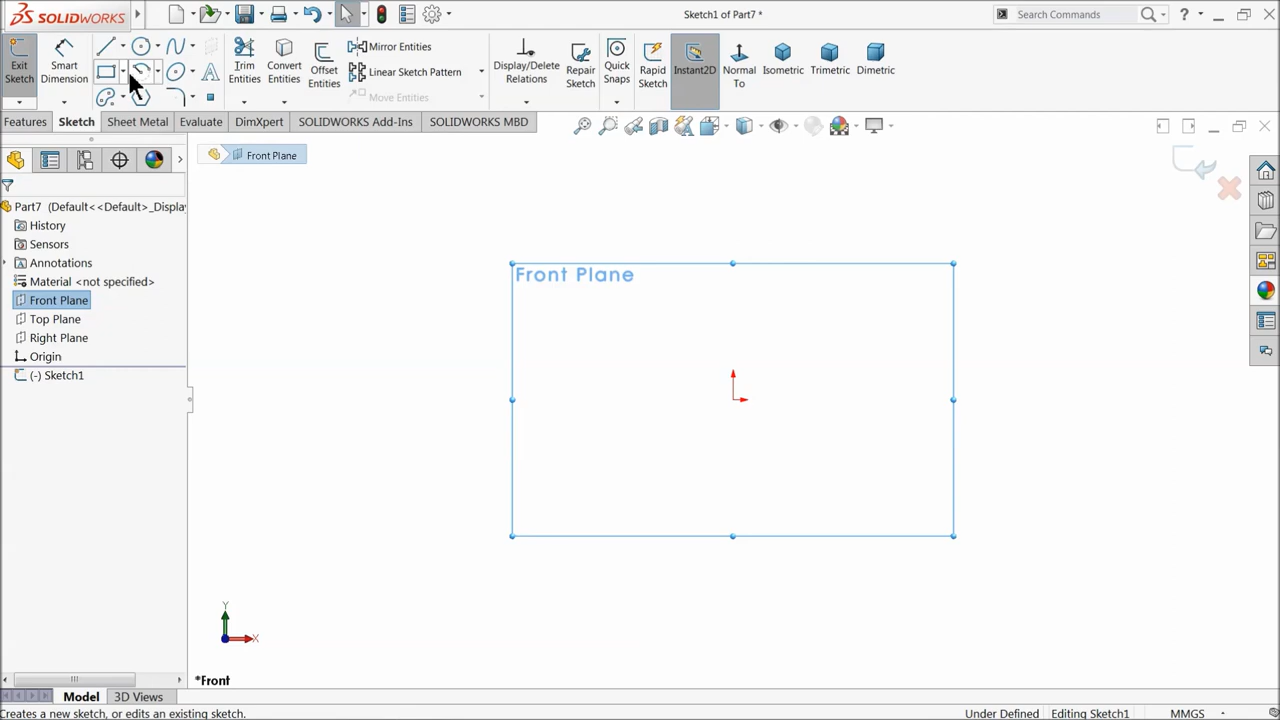 SOLIDWORKS
Sketch1 of Part7 *
Search Commands
?
Exit Sketch
Smart Dimension
Trim Entities
Convert Entities
Offset Entities
Mirror Entities
Linear Sketch Pattern
Move Entities
Display/Delete Relations
Repair Sketch
Quick Snaps
Rapid Sketch
Instant2D
Normal To
Isometric
Trimetric
Dimetric
Features
Sketch
Sheet Metal
Evaluate
DimXpert
SOLIDWORKS Add-Ins
SOLIDWORKS MBD
Front Plane
Part7 (Default<<Default>_Display
History
Sensors
Annotations
Material <not specified>
Front Plane
Top Plane
Right Plane
Origin
(-) Sketch1
Front Plane
Y
X
*Front
Model
3D Views
Creates a new sketch, or edits an existing sketch.
Under Defined
Editing Sketch1
MMGS